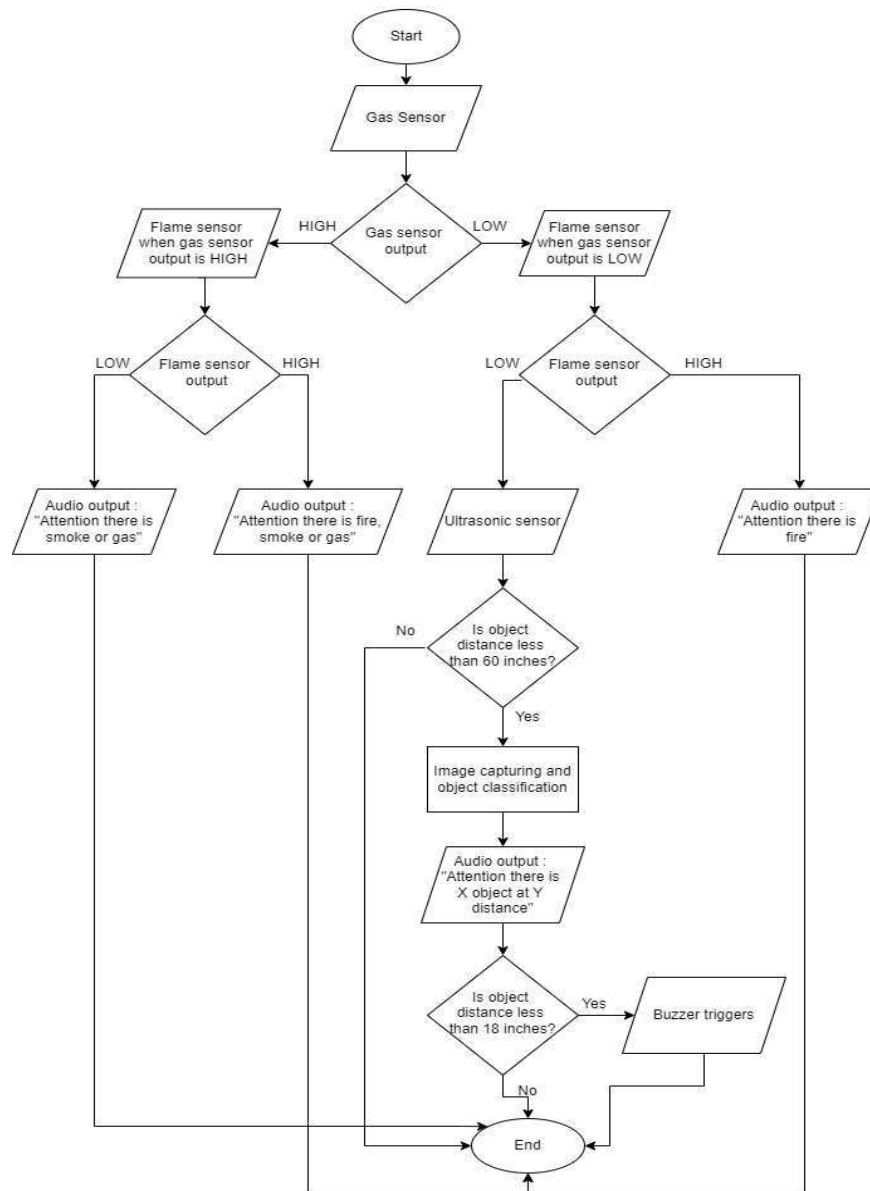 Start
Gas Sensor
Gas sensor
output
HIGH
LOW
Flame sensor
when gas sensor
output is HIGH
Flame sensor
when gas sensor
output is LOW
Flame sensor
output
LOW
HIGH
Flame sensor
output
LOW
HIGH
Audio output :
"Attention there is
smoke or gas"
Audio output :
"Attention there is fire,
smoke or gas"
Ultrasonic sensor
Audio output :
"Attention there is
fire"
Is object
distance less
than 60 inches?
No
Yes
Image capturing and
object classification
Audio output :
"Attention there is
X object at Y
distance"
Is object
distance less
than 18 inches?
Yes
Buzzer triggers
No
End